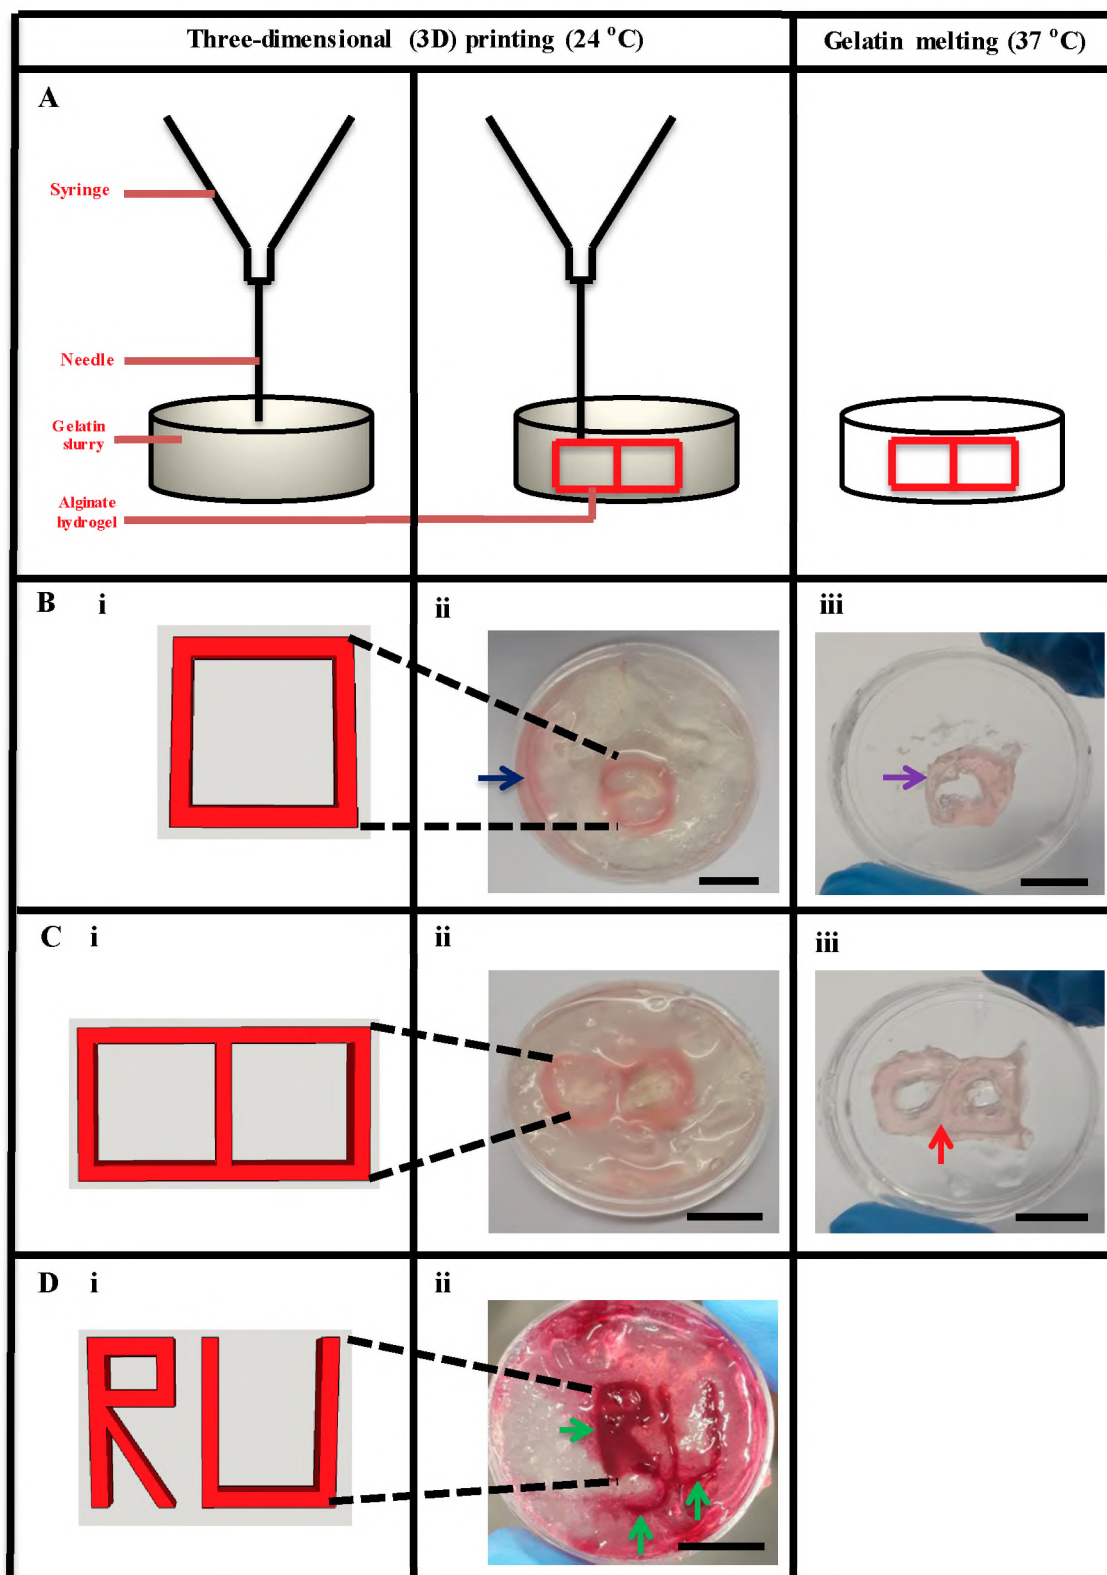 Three-dimensional (3D) printing (24 °C)
Gelatin melting (37 °C)
A
Syringe
Needle
Gelatin
slurry
Alginate
hydrogel
B i ii iii
C i ii iii
D i ii